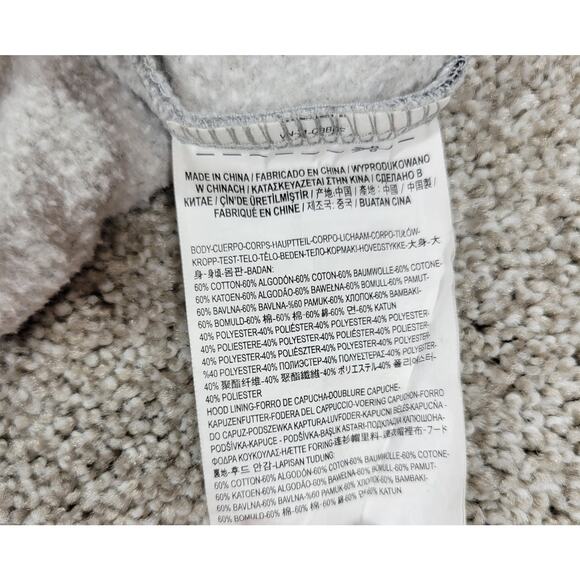 MADE IN CHINA / FABRICADO EN CHINA / WYPRODUKOWANO
W CHINACH / ΚΑΤΑΣΚΕΥΑΖΕΤΑΙ ΣΤΗΝ ΚΙΝΑ / СДЕЛАНО В
КИТАЕ / ÇİN'DE ÜRETİLMİŞTİR / 产地:中国 / 產地: 中國 / 中国製 /
FABRIQUÉ EN CHINE / 제조국: 중국 / BUATAN CINA
BODY-CUERPO-CORPS-HAUPTTEIL-CORPO-LICHAAM-CORPO-TUŁÓW-
KROPP-TEST-TELO-TĚLO-BEDEN-ТЕЛО-ΚΟΡΜΑΚΙ-HOVEDSTYKKE-大身-大
身-身頃-몸판-BADAN:
60% COTTON-60% ALGODÓN-60% COTON-60% BAUMWOLLE-60% COTONE-
60% KATOEN-60% ALGODÃO-60% BAWEŁNA-60% BOMULL-60% PAMUT-
60% BAVLNA-60% BAVLNA-%60 PAMUK-60% ХЛОПОК-60% ΒΑΜΒΑΚΙ-
60% BOMULD-60% 棉-60% 棉-60% 綿-60% 면-60% KATUN
40% POLYESTER-40% POLIÉSTER-40% POLYESTER-40% POLYESTER-
40% POLIESTERE-40% POLYESTER-40% POLIÉSTER-40% POLIESTER-
40% POLYESTER-40% POLIÉSZTER-40% POLYESTER-40% POLYESTER-
%40 POLYESTER-40% ПОЛИЭСТЕР-40% ΠΟΛΥΕΣΤΕΡΑΣ-40% POLYESTER-
40% 聚酯纤维-40% 聚酯纖維-40% ポリエステル-40% 폴리에스터-
40% POLIESTER
HOOD LINING-FORRO DE CAPUCHA-DOUBLURE CAPUCHE-
KAPUZENFUTTER-FODERA DEL CAPPUCCIO-VOERING CAPUCHON-FORRO
DO CAPUZ-PODSZEWKA KAPTURA-LUVFODER-KAPUCNI BÉLÉS-KAPUCŇA-
PODŠÍVKA-KAPUCE - PODŠÍVKA-BAŞLIK ASTARI-ПОДКЛАДКА КАПЮШОНА-
ΦΟΔΡΑ ΚΟΥΚΟΥΛΑΣ-HÆTTE FORING-连衫帽里料-連衣帽裡布-フード
裏地-후드 안감-LAPISAN TUDUNG:
60% COTTON-60% ALGODÓN-60% COTON-60% BAUMWOLLE-60% COTONE-
60% KATOEN-60% ALGODÃO-60% BAWEŁNA-60% BOMULL-60% PAMUT-
60% BAVLNA-60% BAVLNA-%60 PAMUK-60% ХЛОПОК-60% ΒΑΜΒΑΚΙ-
60% BOMULD-60% 棉-60% 棉-60% 綿-60% 면-60% KATUN